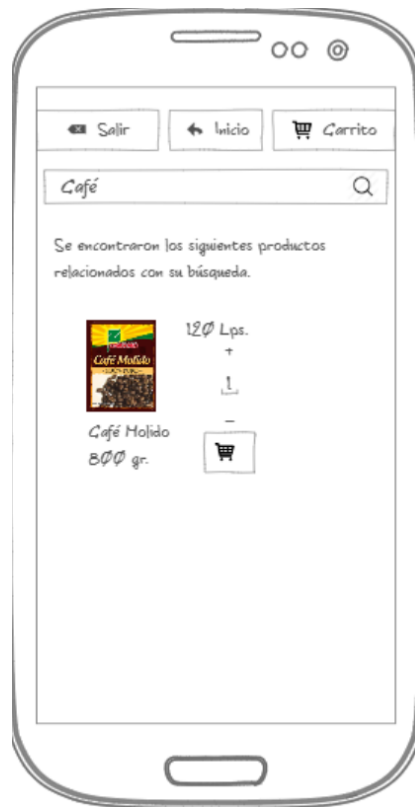 Salir
Inicio
Carrito
Café
Se encontraron los siguientes productos
relacionados con su búsqueda.
120 Lps.
+
1
-
Café Molido
Café Molido
800 gr.